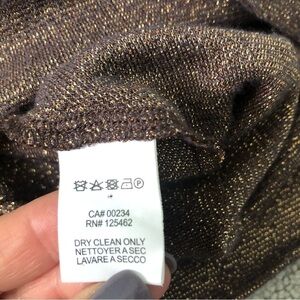 CA# 00234
RN# 125462
DRY CLEAN ONLY
NETTOYER A SEC
LAVARE A SECCO